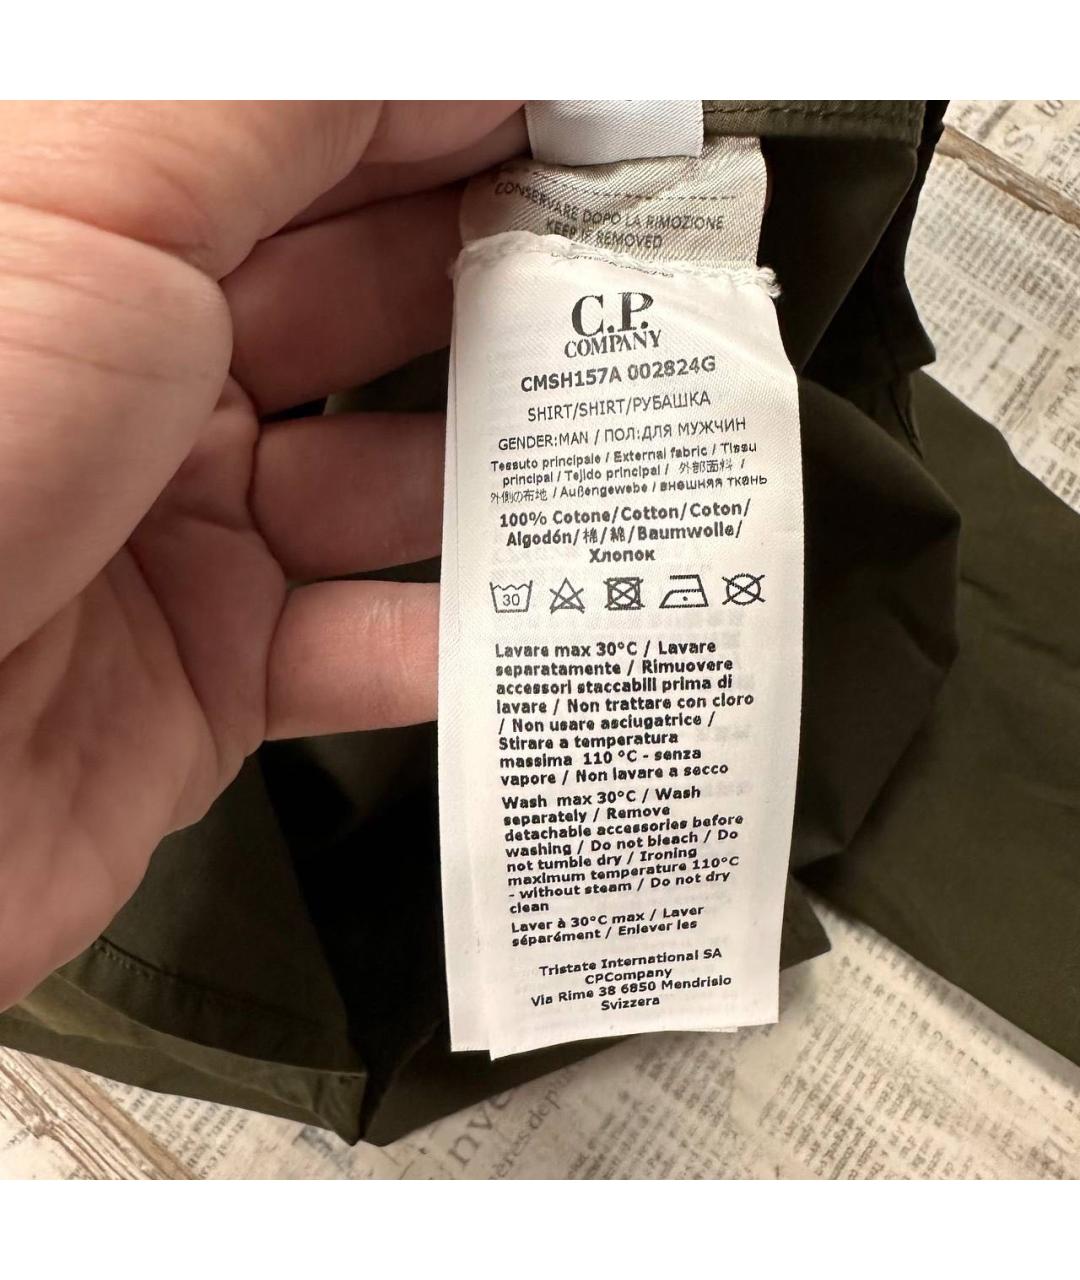 CONSERVARE DOPO LA RIMOZIONE
KEEP IF REMOVED
C.P.
COMPANY
CMSH157A 002824G
SHIRT/SHIRT/РУБАШКА
GENDER:MAN / ПОЛ:ДЛЯ МУЖЧИН
Tessuto principale / External fabric / Tissu
principal / Tejido principal / 外部面料 /
外側の布地 / Außengewebe / внешняя ткань
100% Cotone/Cotton/Coton/
Algodón/棉/綿/Baumwolle/
Хлопок
30
Lavare max 30°C / Lavare
separatamente / Rimuovere
accessori staccabili prima di
lavare / Non trattare con cloro
/ Non usare asciugatrice /
Stirare a temperatura
massima 110 °C - senza
vapore / Non lavare a secco
Wash max 30°C / Wash
separately / Remove
detachable accessories before
washing / Do not bleach / Do
not tumble dry / Ironing
maximum temperature 110°C
- without steam / Do not dry
clean
Laver à 30°C max / Laver
séparément / Enlever les
Tristate International SA
CPCompany
Via Rime 38 6850 Mendrisio
Svizzera